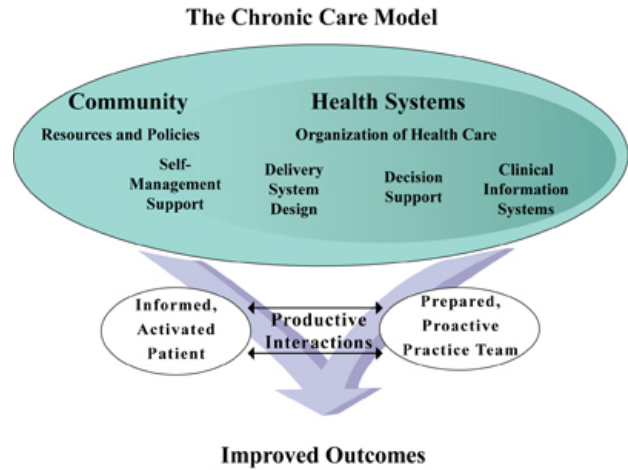 The Chronic Care Model
Community
Health Systems
Resources and Policies
Organization of Health Care
Self-
Management
Support
Delivery
System
Design
Decision
Support
Clinical
Information
Systems
Informed,
Activated
Patient
Productive
Interactions
Prepared,
Proactive
Practice Team
Improved Outcomes